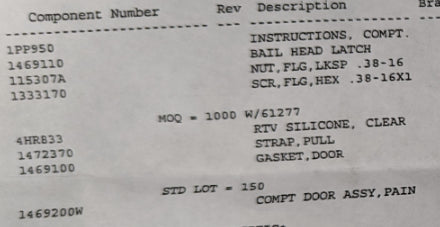 Component Number Rev Description Bra
1PP950 INSTRUCTIONS, COMPT.
1469110 BAIL HEAD LATCH
115307A NUT,FLG,LKSP .38-16
1333170 SCR,FLG,HEX .38-16X1
MOQ = 1000 W/61277
4HR833 RTV SILICONE, CLEAR
1472370 STRAP,PULL
1469100 GASKET,DOOR
STD LOT = 150
1469200W COMPT DOOR ASSY,PAIN